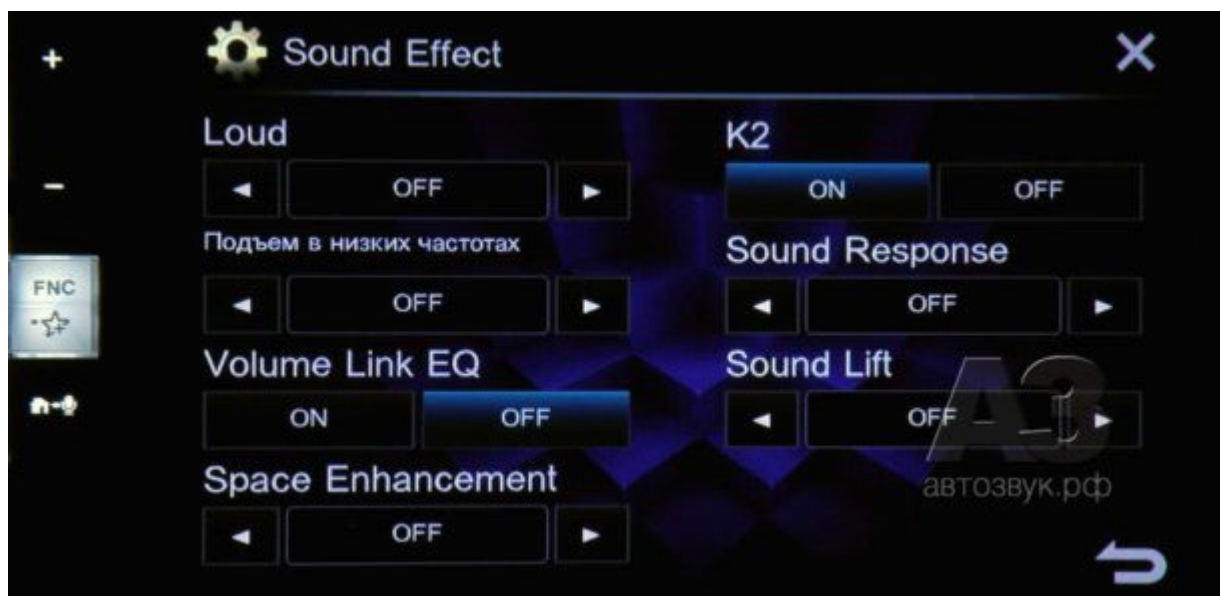 Sound Effect
Loud
OFF
Подъем в низких частотах
OFF
Volume Link EQ
ON OFF
Space Enhancement
OFF
K2
ON OFF
Sound Response
OFF
Sound Lift
OFF
FNC
АЗ
автозвук.рф